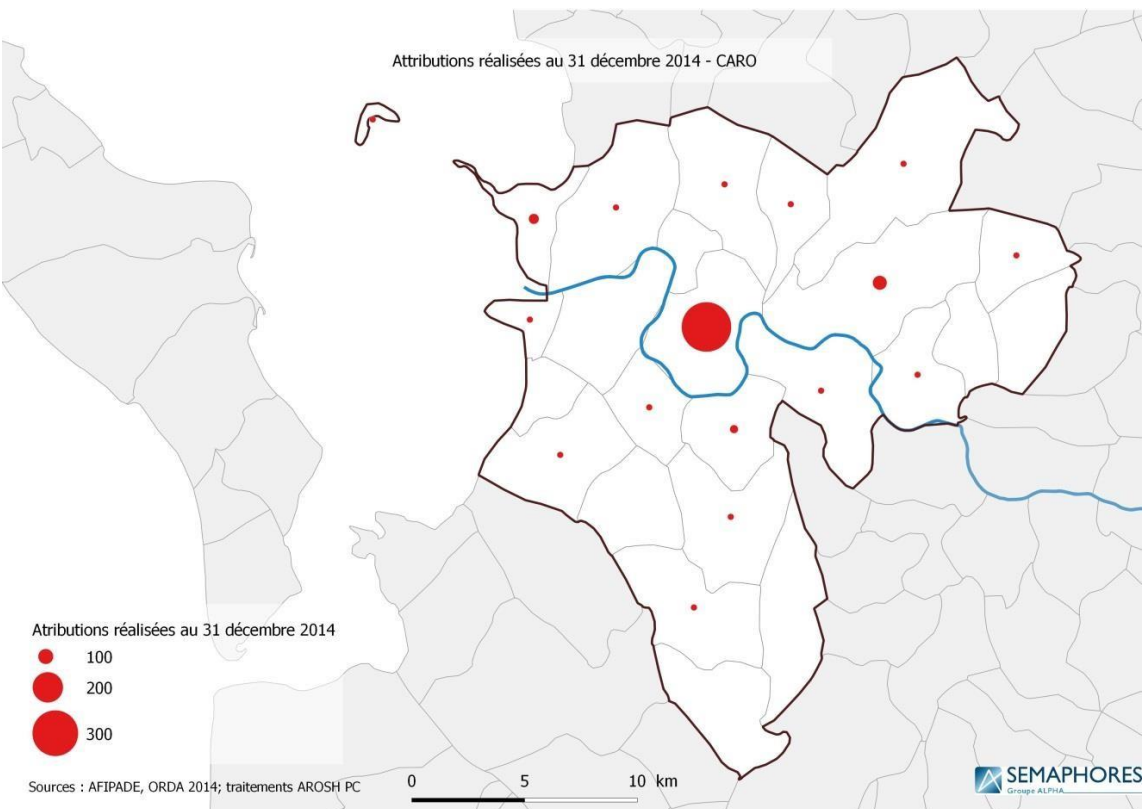 Attributions réalisées au 31 décembre 2014 - CARO
Atributions réalisées au 31 décembre 2014
100
200
300
Sources : AFIPADE, ORDA 2014; traitements AROSH PC
0 5 10 km
SEMAPHORES
Groupe ALPHA